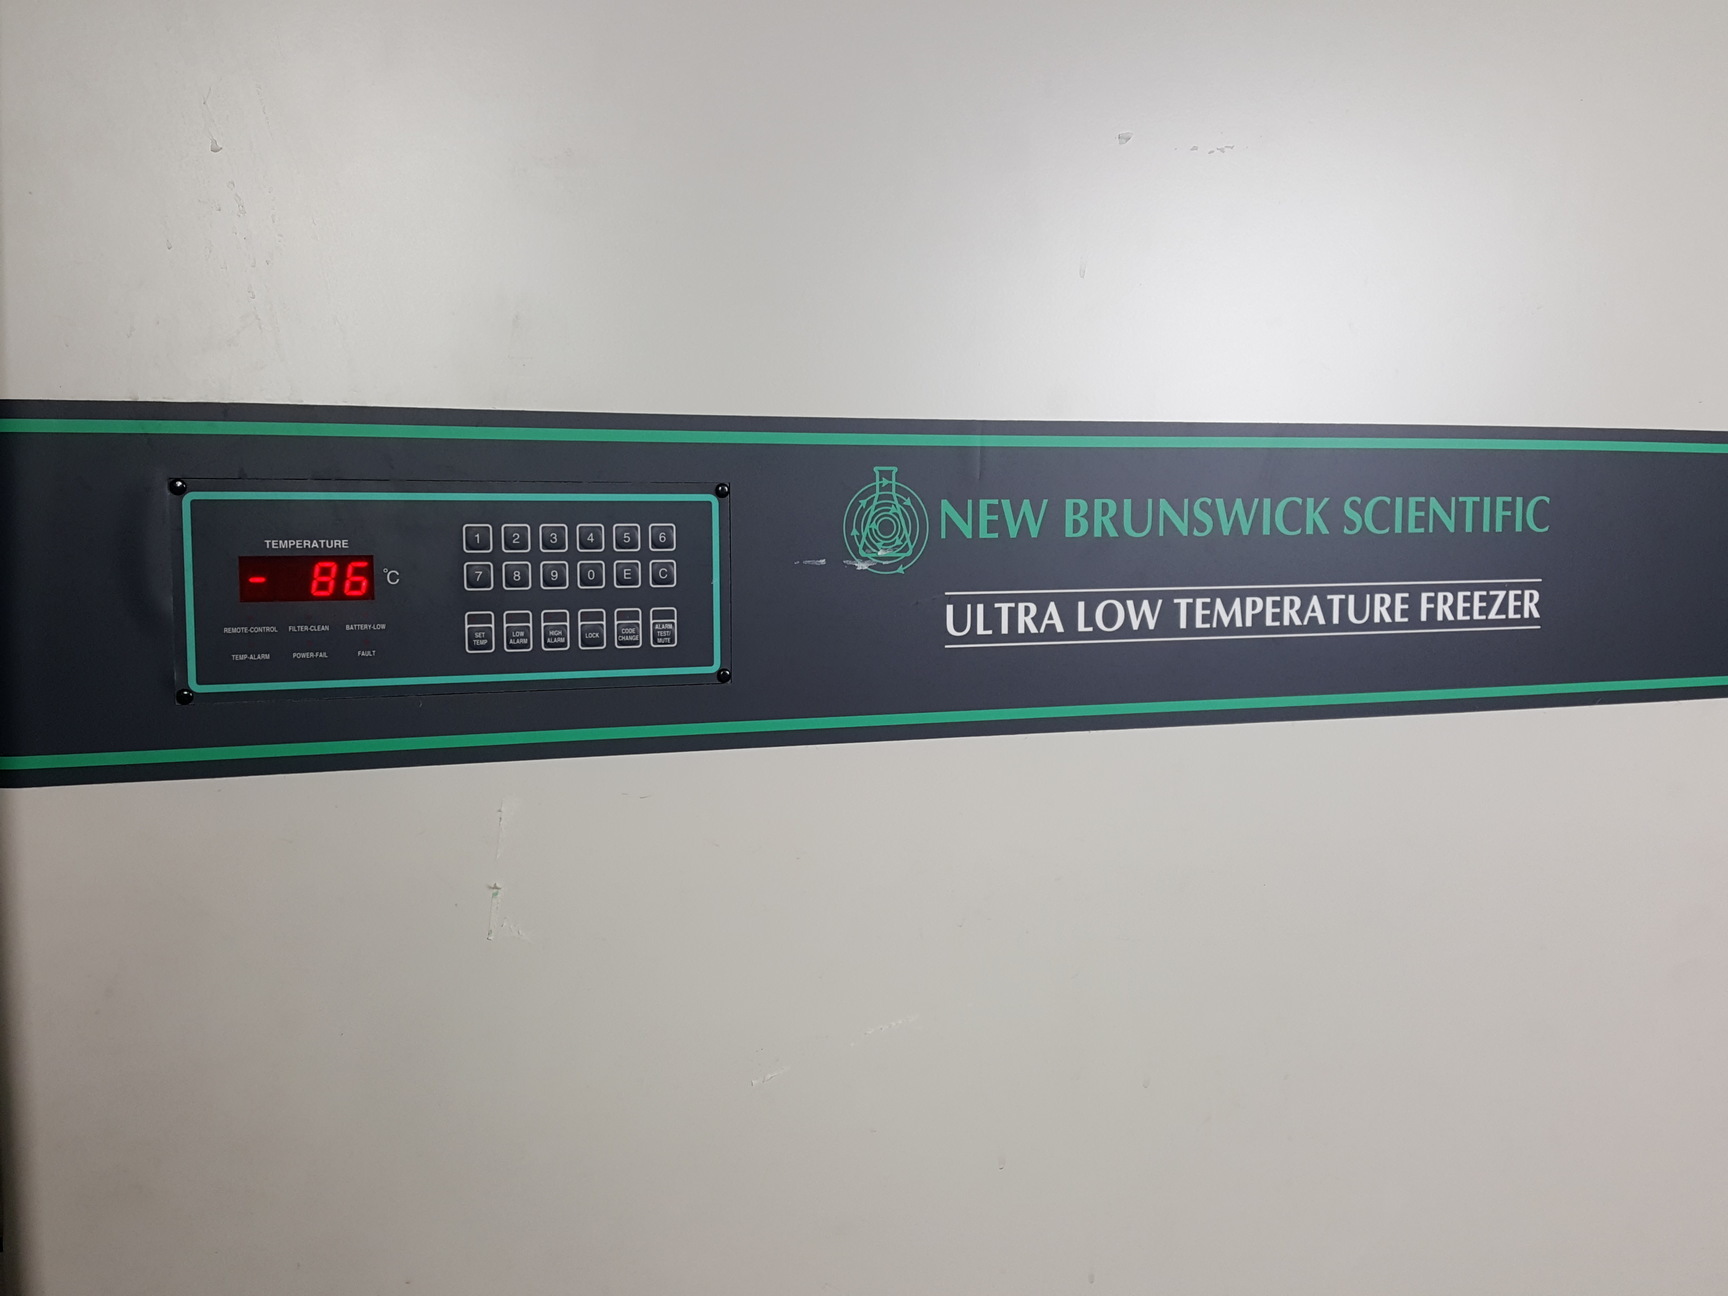 TEMPERATURE
- 86 °C
REMOTE-CONTROL FILTER-CLEAN BATTERY-LOW
TEMP-ALARM POWER-FAIL FAULT
1 2 3 4 5 6
7 8 9 0 E C
SET TEMP
LOW ALARM
HIGH ALARM
LOCK
CODE CHANGE
ALARM TEST/ MUTE
NEW BRUNSWICK SCIENTIFIC
ULTRA LOW TEMPERATURE FREEZER